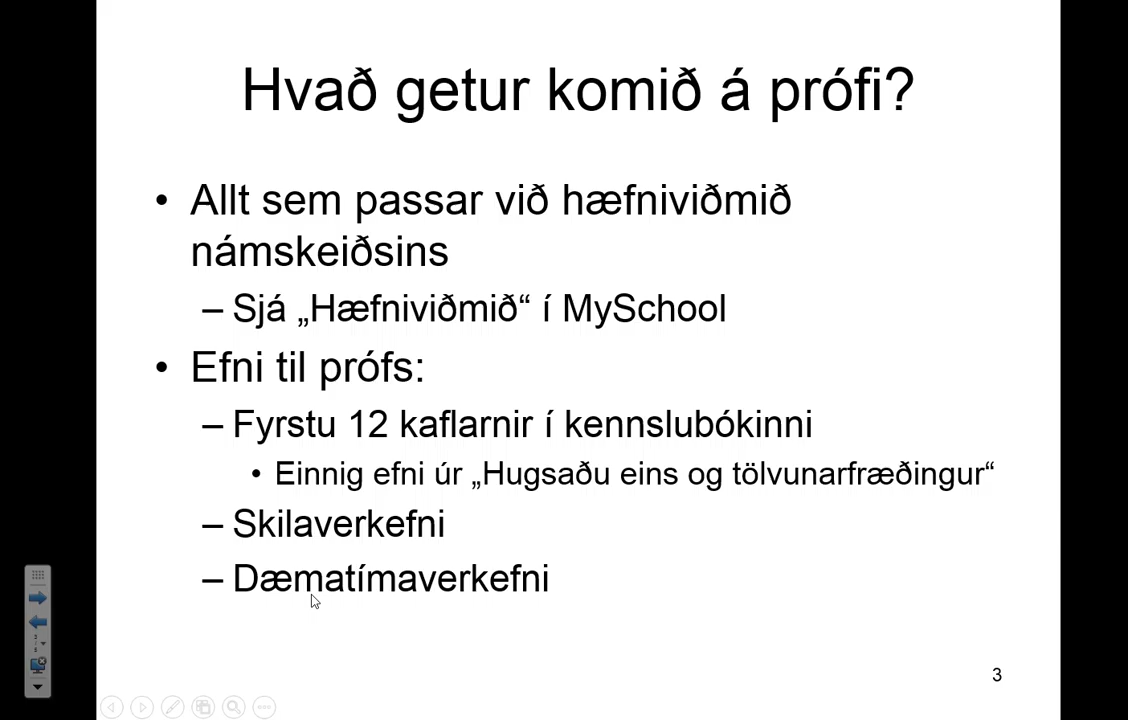 Hvað getur komið á prófi?
• Allt sem passar við hæfniviðmið
námskeiðsins
– Sjá „Hæfniviðmið“ í MySchool
• Efni til prófs:
– Fyrstu 12 kaflarnir í kennslubókinni
• Einnig efni úr „Hugsaðu eins og tölvunarfræðingur“
– Skilaverkefni
– Dæmatímaverkefni
3